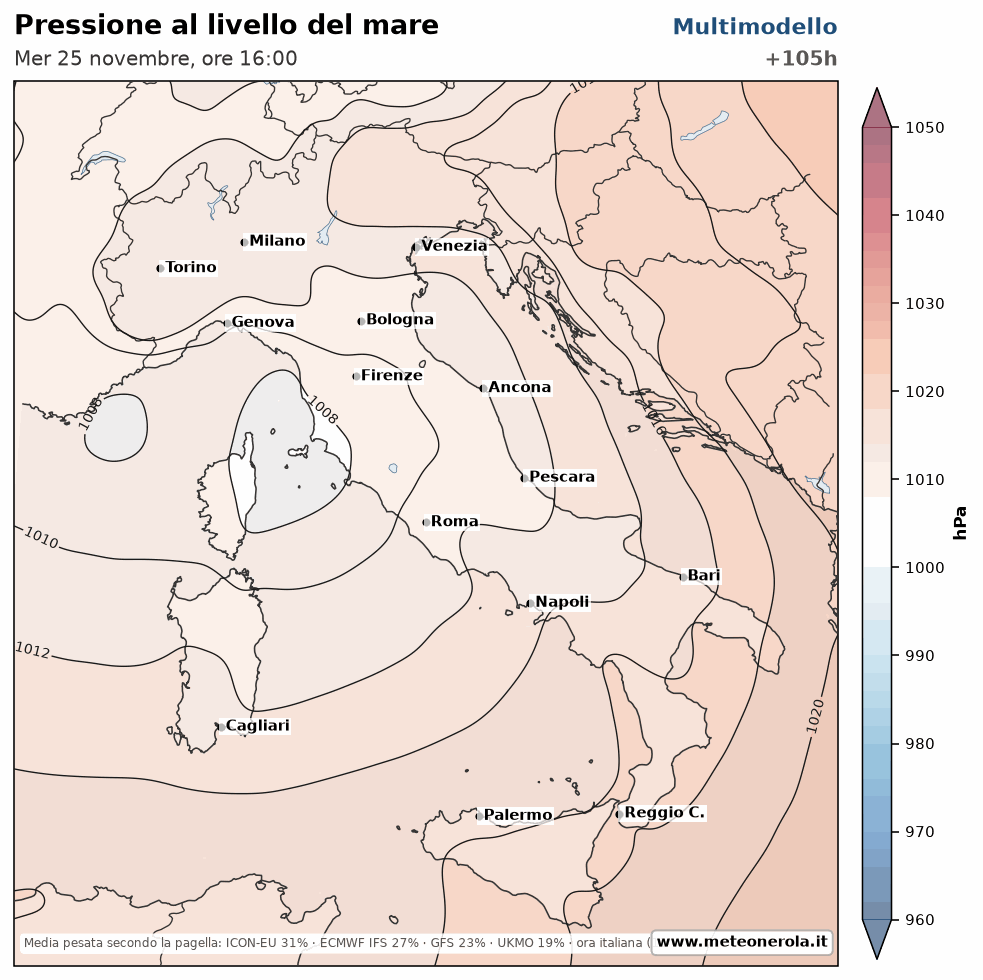 Pressione al livello del mare
Multimodello
Mer 25 novembre, ore 16:00
+105h
1050
1040
1030
1020
1010
1000
990
980
970
960
hPa
Milano
Venezia
Torino
Genova
Bologna
Firenze
Ancona
1008
1008
Pescara
Roma
1010
Bari
Napoli
1012
Cagliari
1020
Palermo
Reggio C.
Media pesata secondo la pagella: ICON-EU 31% · ECMWF IFS 27% · GFS 23% · UKMO 19% · ora italiana (
www.meteonerola.it